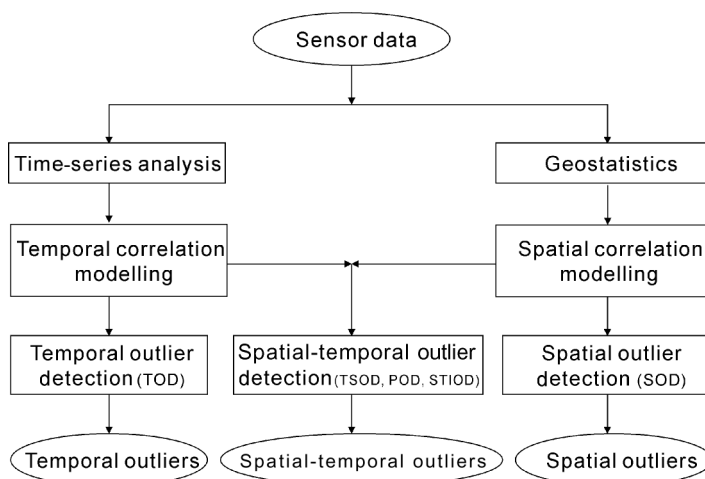 Sensor data
Time-series analysis
Geostatistics
Temporal correlation
modelling
Spatial correlation
modelling
Temporal outlier
detection (TOD)
Spatial-temporal outlier
detection (TSOD, POD, STIOD)
Spatial outlier
detection (SOD)
Temporal outliers
Spatial-temporal outliers
Spatial outliers